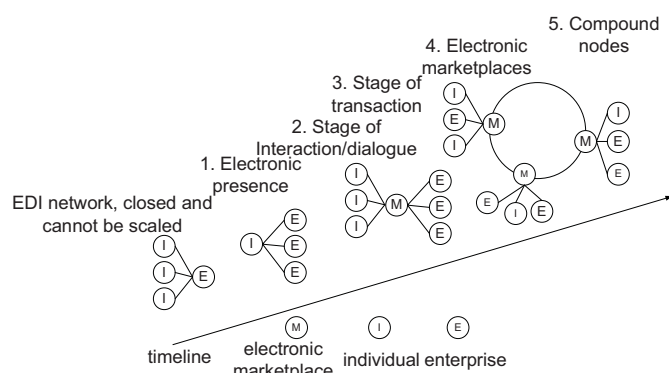 5. Compound
nodes
4. Electronic
marketplaces
3. Stage of
transaction
2. Stage of
Interaction/dialogue
1. Electronic
presence
EDI network, closed and
cannot be scaled
I
E
I
M
I
I
M
E
E
M
E
I
E
I
I
I
M
E
E
E
I
E
E
E
I
I
I
E
M
I
E
timeline
electronic
marketplace
individual enterprise